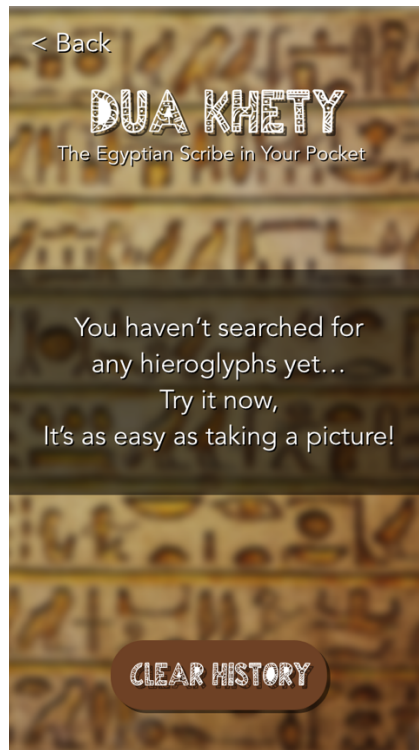 < Back
DUA KHETY
The Egyptian Scribe in Your Pocket
You haven't searched for
any hieroglyphs yet...
Try it now,
It's as easy as taking a picture!
CLEAR HISTORY